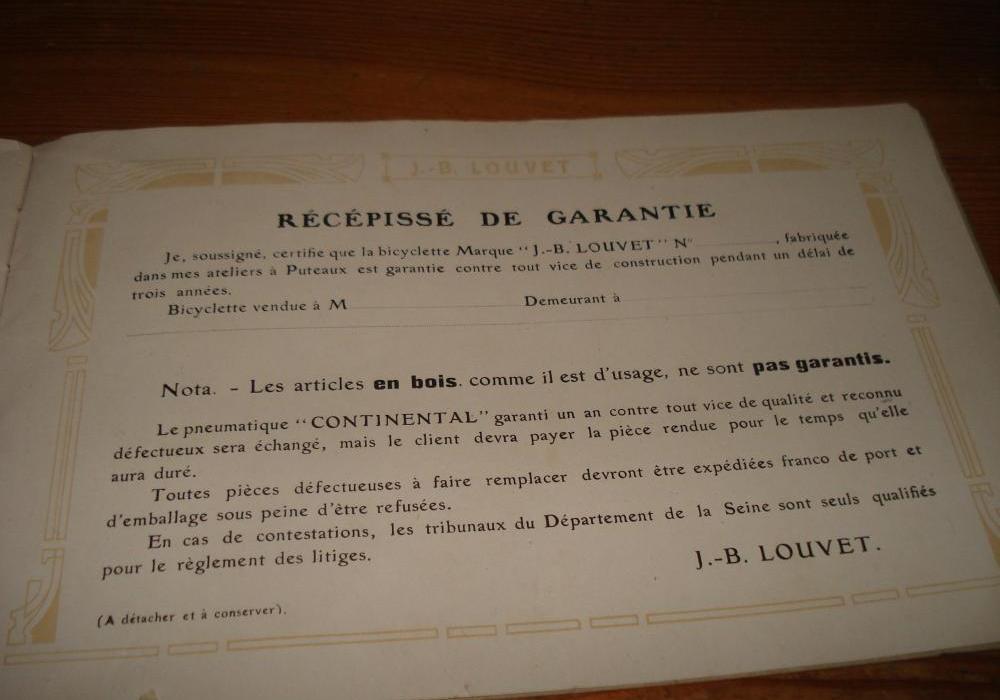 J.-B. LOUVET
RÉCÉPISSÉ DE GARANTIE
Je, soussigné, certifie que la bicyclette Marque “J.-B. LOUVET” N° , fabriquée
dans mes ateliers à Puteaux est garantie contre tout vice de construction pendant un délai de
trois années.
Bicyclette vendue à M Demeurant à
Nota. - Les articles en bois. comme il est d'usage, ne sont pas garantis.
Le pneumatique “CONTINENTAL” garanti un an contre tout vice de qualité et reconnu
défectueux sera échangé, mais le client devra payer la pièce rendue pour le temps qu'elle
aura duré.
Toutes pièces défectueuses à faire remplacer devront être expédiées franco de port et
d'emballage sous peine d'être refusées.
En cas de contestations, les tribunaux du Département de la Seine sont seuls qualifiés
pour le règlement des litiges.
J.-B. LOUVET.
(A détacher et à conserver).